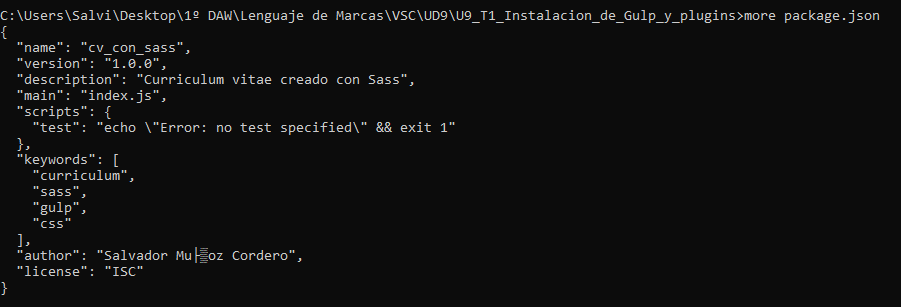 C:\Users\Salvi\Desktop\1º DAW\Lenguaje de Marcas\VSC\UD9\U9_T1_Instalacion_de_Gulp_y_plugins>more package.json
{
  "name": "cv_con_sass",
  "version": "1.0.0",
  "description": "Curriculum vitae creado con Sass",
  "main": "index.js",
  "scripts": {
    "test": "echo \"Error: no test specified\" && exit 1"
  },
  "keywords": [
    "curriculum",
    "sass",
    "gulp",
    "css"
  ],
  "author": "Salvador Mu├▒oz Cordero",
  "license": "ISC"
}